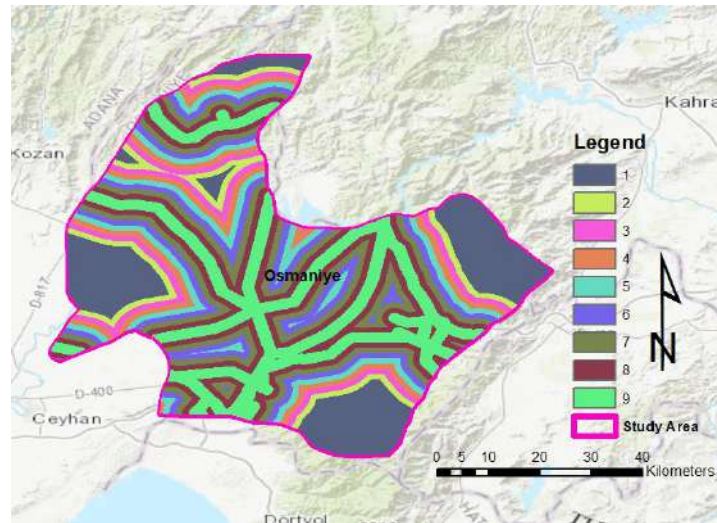 ADANA
Kozan
Kahra
Legend
1
2
3
4
5
6
7
8
9
Study Area
Osmaniye
D-817
N
D-400
Ceyhan
0 5 10 20 30 40
Kilometers
Dortyol